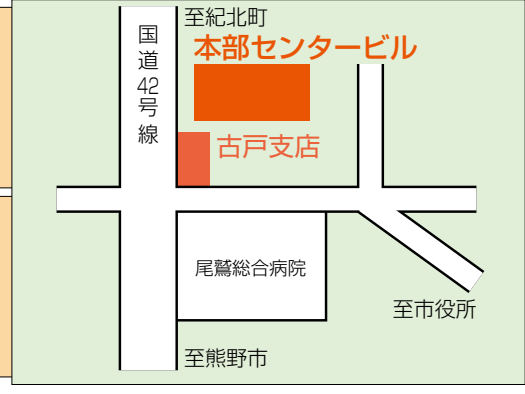 至紀北町
国道42号線
本部センタービル
古戸支店
尾鷲総合病院
至市役所
至熊野市